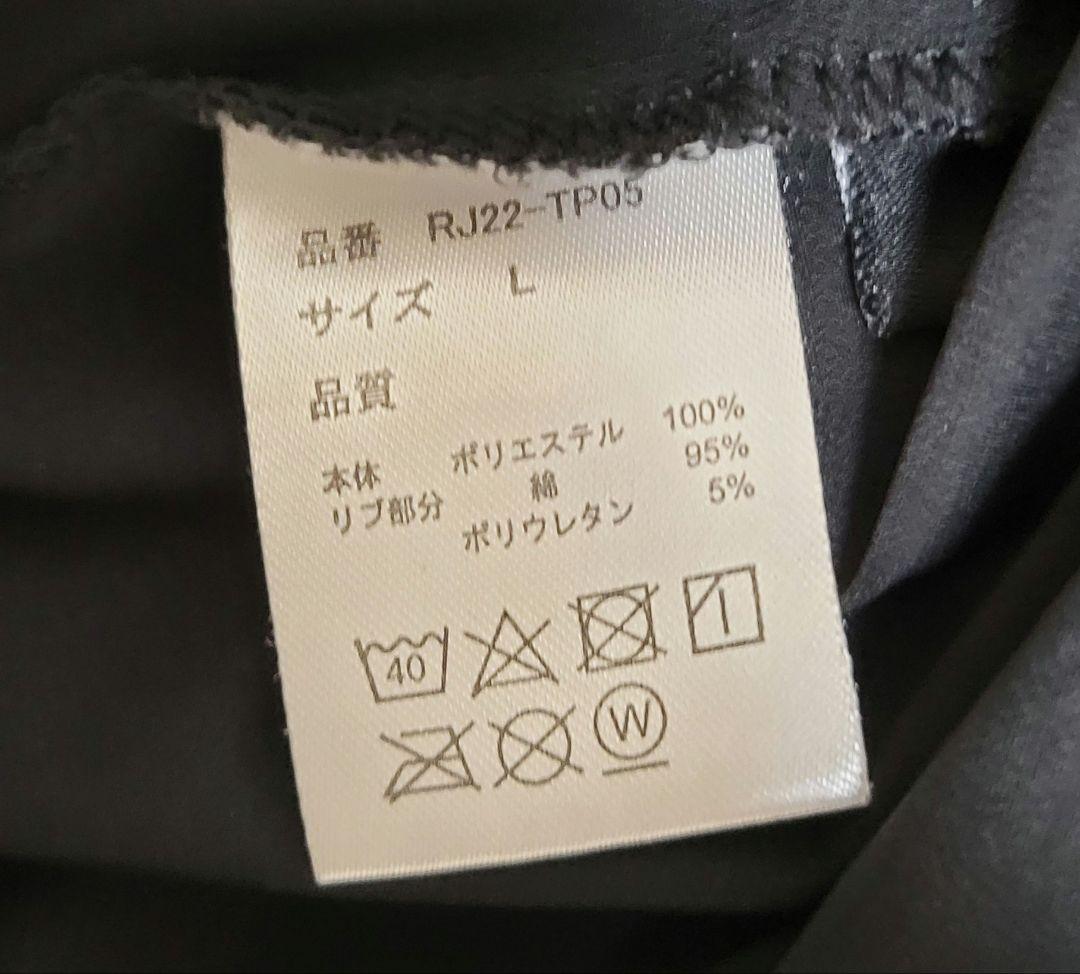 品番 RJ22-TP05
サイズ L
品質
本体 ポリエステル 100%
リブ部分 綿 95%
ポリウレタン 5%
40
W